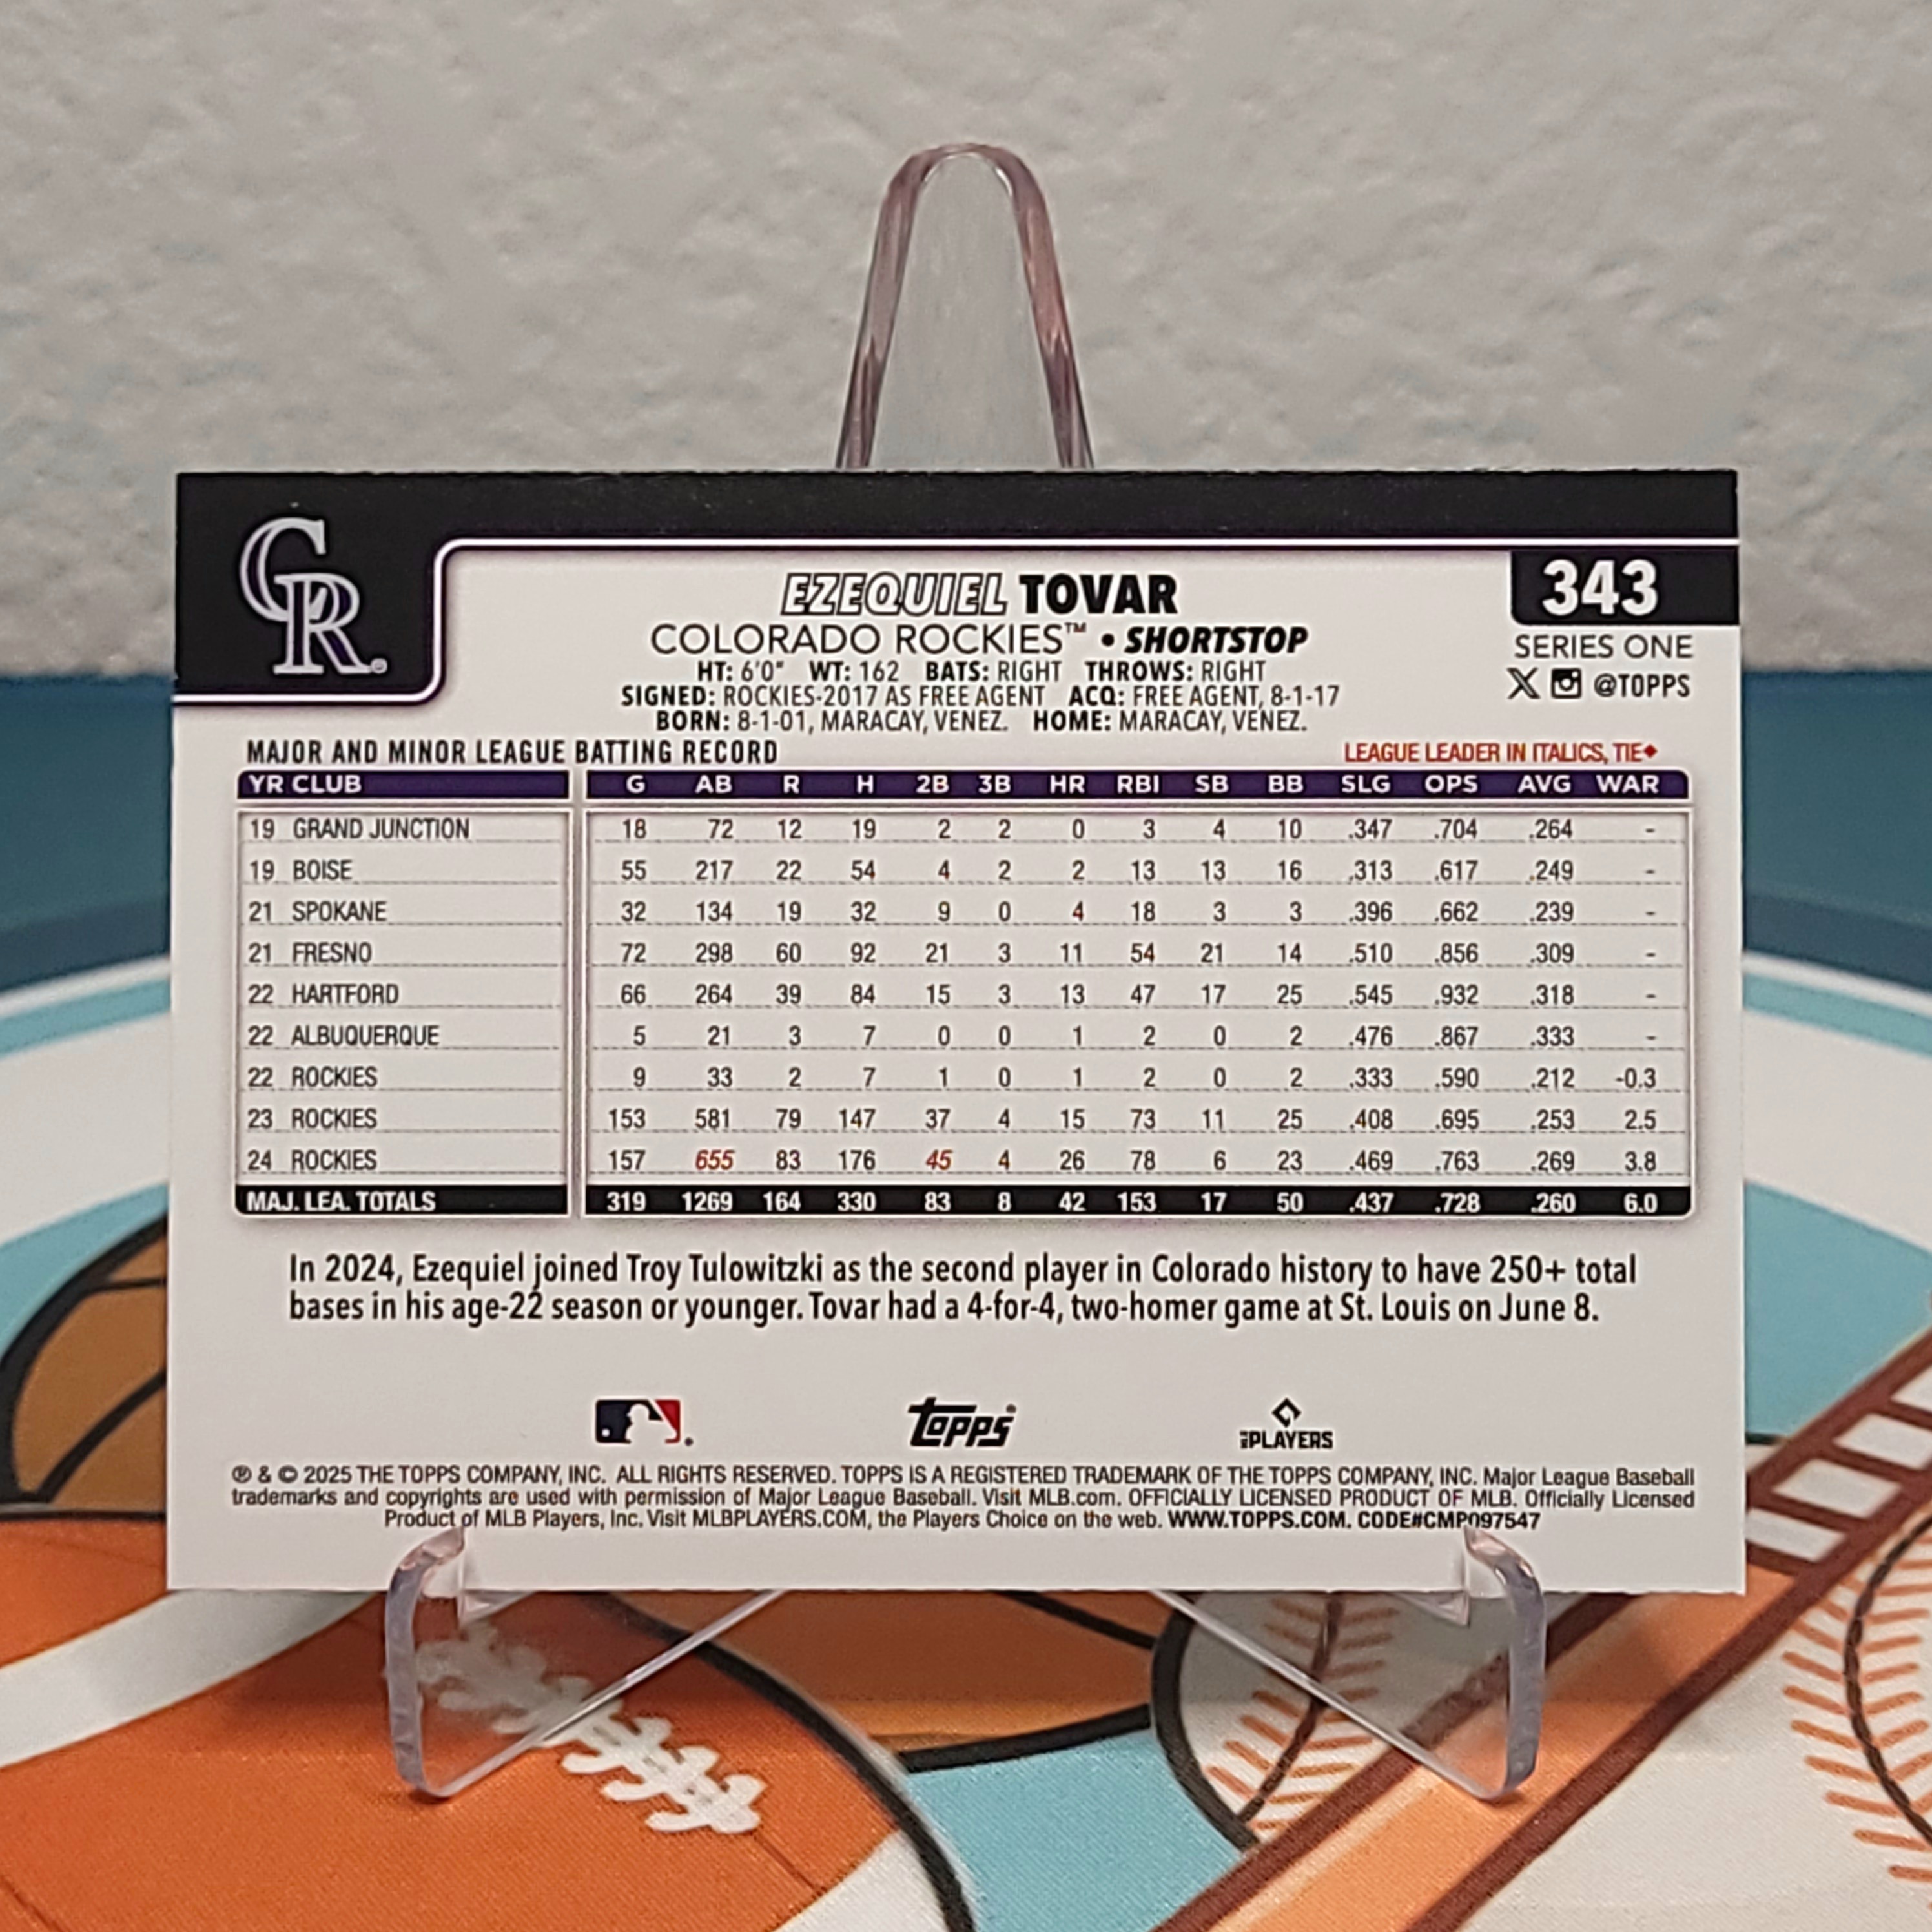 CR®
EZEQUIEL TOVAR
343
COLORADO ROCKIES™ • SHORTSTOP
SERIES ONE
HT: 6'0" WT: 162 BATS: RIGHT THROWS: RIGHT
@TOPPS
SIGNED: ROCKIES-2017 AS FREE AGENT ACQ: FREE AGENT, 8-1-17
BORN: 8-1-01, MARACAY, VENEZ. HOME: MARACAY, VENEZ.
MAJOR AND MINOR LEAGUE BATTING RECORD LEAGUE LEADER IN ITALICS, TIE◆
YR CLUB G AB R H 2B 3B HR RBI SB BB SLG OPS AVG WAR
19 GRAND JUNCTION 18 72 12 19 2 2 0 3 4 10 .347 .704 .264 -
19 BOISE 55 217 22 54 4 2 2 13 13 16 .313 .617 .249 -
21 SPOKANE 32 134 19 32 9 0 4 18 3 3 .396 .662 .239 -
21 FRESNO 72 298 60 92 21 3 11 54 21 14 .510 .856 .309 -
22 HARTFORD 66 264 39 84 15 3 13 47 17 25 .545 .932 .318 -
22 ALBUQUERQUE 5 21 3 7 0 0 1 2 0 2 .476 .867 .333 -
22 ROCKIES 9 33 2 7 1 0 1 2 0 2 .333 .590 .212 -0.3
23 ROCKIES 153 581 79 147 37 4 15 73 11 25 .408 .695 .253 2.5
24 ROCKIES 157 655 83 176 45 4 26 78 6 23 .469 .763 .269 3.8
MAJ. LEA. TOTALS 319 1269 164 330 83 8 42 153 17 50 .437 .728 .260 6.0
In 2024, Ezequiel joined Troy Tulowitzki as the second player in Colorado history to have 250+ total
bases in his age-22 season or younger. Tovar had a 4-for-4, two-homer game at St. Louis on June 8.
Topps® PLAYERS
® & © 2025 THE TOPPS COMPANY, INC. ALL RIGHTS RESERVED. TOPPS IS A REGISTERED TRADEMARK OF THE TOPPS COMPANY, INC. Major League Baseball
trademarks and copyrights are used with permission of Major League Baseball. Visit MLB.com. OFFICIALLY LICENSED PRODUCT OF MLB. Officially Licensed
Product of MLB Players, Inc. Visit MLBPLAYERS.COM, the Players Choice on the web. WWW.TOPPS.COM. CODE#CMP097547